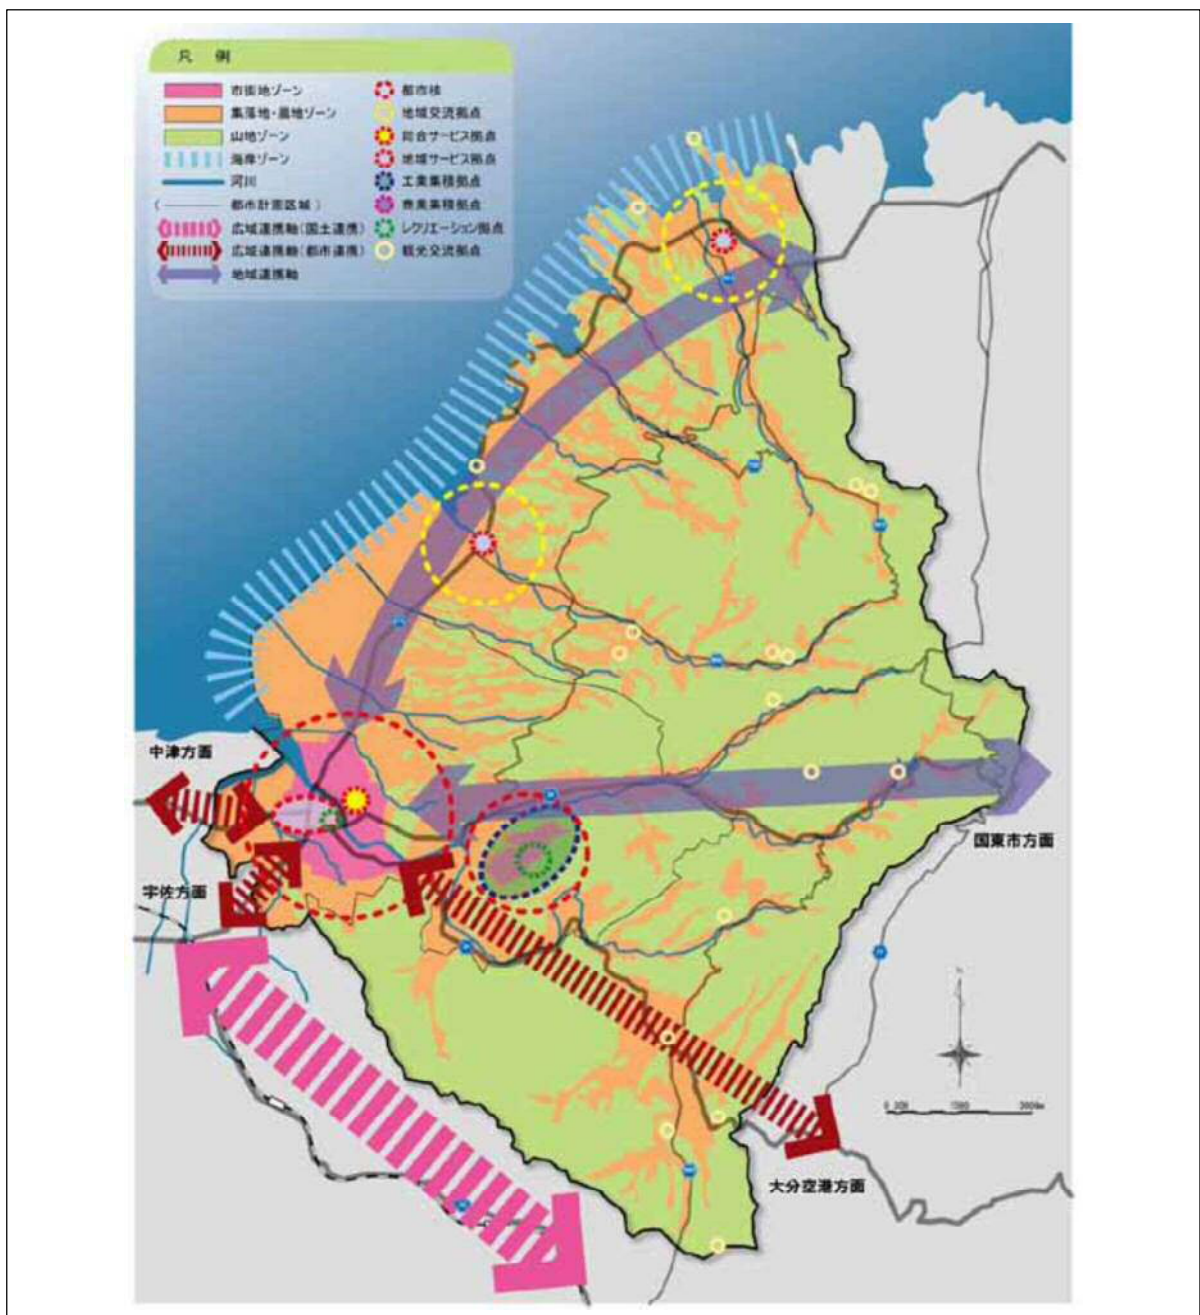 凡 例
市街地ゾーン
集落地・農地ゾーン
山地ゾーン
海岸ゾーン
河川
( 都市計画区域 )
広域連携軸(国土連携)
広域連携軸(都市連携)
地域連携軸
都市核
地域交流拠点
総合サービス拠点
地域サービス拠点
工業集積拠点
商業集積拠点
レクリエーション拠点
観光交流拠点
中津方面
宇佐方面
国東市方面
大分空港方面